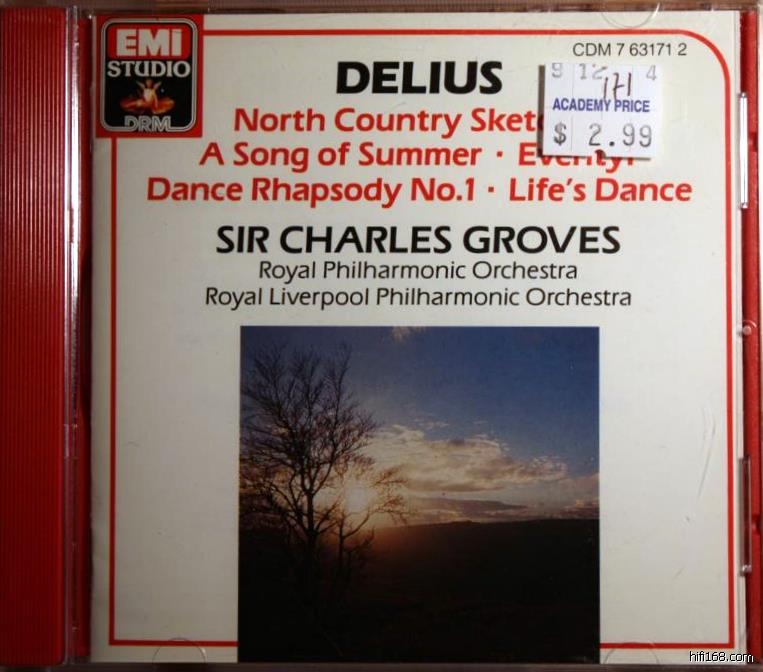 EMI
STUDIO
DRM
CDM 7 63171 2
DELIUS
9 12 4
171
ACADEMY PRICE
$ 2.99
North Country
A Song of Summer ·
Dance Rhapsody No.1 · Life's Dance
SIR CHARLES GROVES
Royal Philharmonic Orchestra
Royal Liverpool Philharmonic Orchestra
hifi168.com